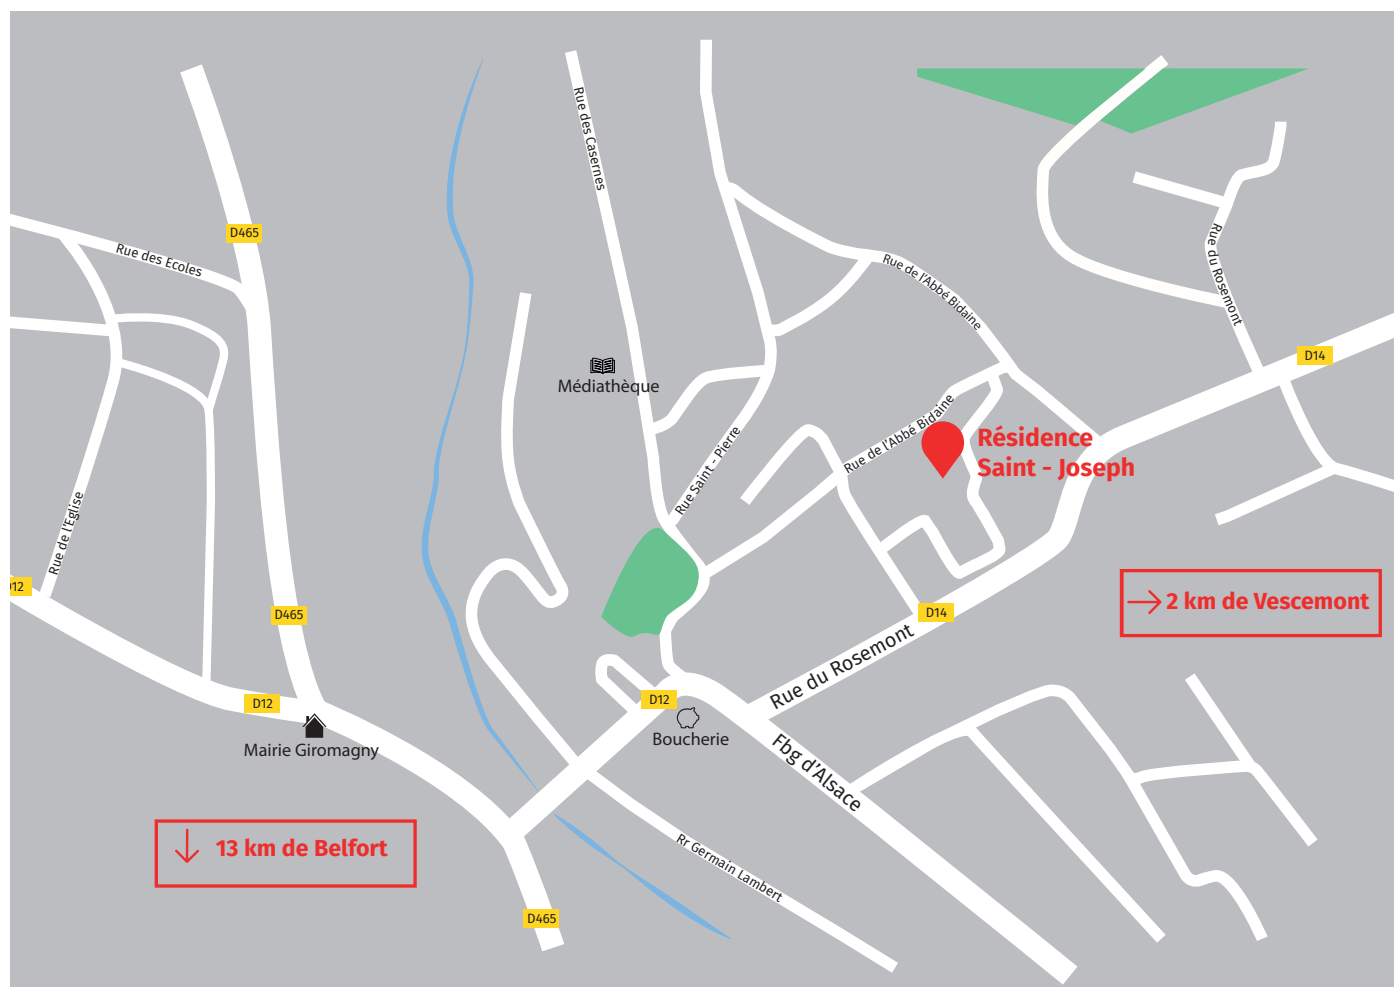 Rue des Casernes
D465
Rue des Ecoles
Rue de l'Abbé Bidaine
Rue du Rosemont
D14
Médiathèque
Rue de l'Abbé Bidaine
Résidence
Saint - Joseph
Rue Saint - Pierre
Rue de l'Eglise
D12
D465
D14
2 km de Vescemont
Rue du Rosemont
D12
D12
Mairie Giromagny
Boucherie
Fbg d'Alsace
13 km de Belfort
Rr Germain Lambert
D465